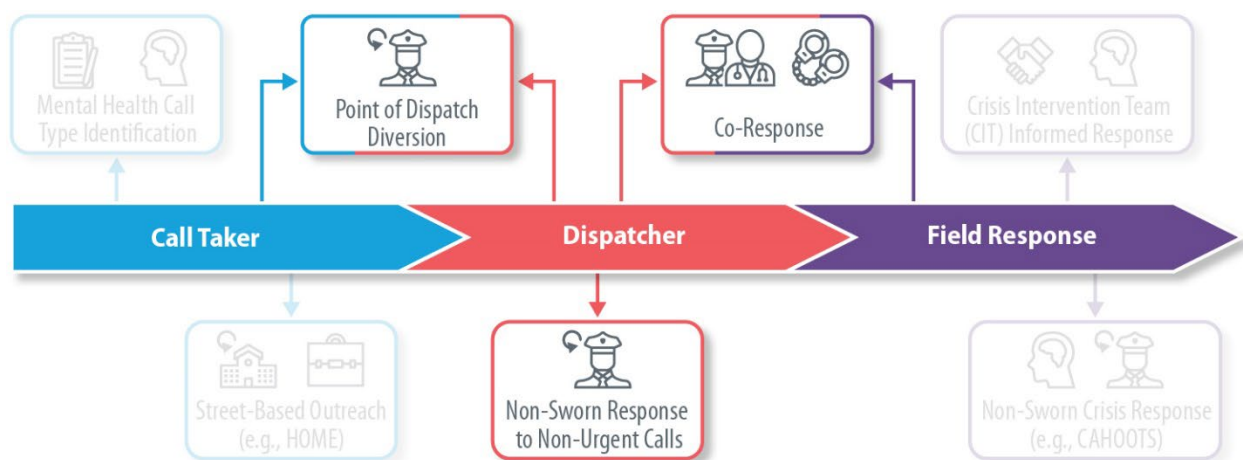 Mental Health Call
Type Identification
Point of Dispatch
Diversion
Co-Response
Crisis Intervention Team
(CIT) Informed Response
Call Taker
Dispatcher
Field Response
Street-Based Outreach
(e.g., HOME)
Non-Sworn Response
to Non-Urgent Calls
Non-Sworn Crisis Response
(e.g., CAHOOTS)